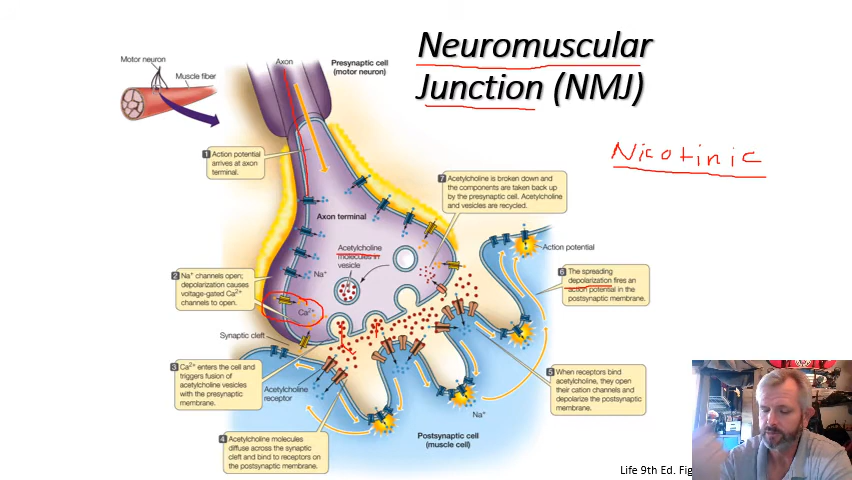 Neuromuscular
Junction (NMJ)
Nicotinic
Motor neuron
Muscle fiber
Axon
Presynaptic cell
(motor neuron)
1 Action potential
arrives at axon
terminal.
Axon terminal
7 Acetylcholine is broken down and
the components are taken back up
by the presynaptic cell. Acetylcholine
and vesicles are recycled.
Acetylcholine
molecules in
vesicle
Action potential
2 Na⁺ channels open;
depolarization causes
voltage-gated Ca²⁺
channels to open.
Na⁺
Ca²⁺
6 The spreading
depolarization fires an
action potential in the
postsynaptic membrane.
Synaptic cleft
3 Ca²⁺ enters the cell and
triggers fusion of
acetylcholine vesicles
with the presynaptic
membrane.
Acetylcholine
receptor
5 When receptors bind
acetylcholine, they open
their cation channels and
depolarize the postsynaptic
membrane.
Na⁺
4 Acetylcholine molecules
diffuse across the synaptic
cleft and bind to receptors on
the postsynaptic membrane.
Postsynaptic cell
(muscle cell)
Life 9th Ed. Fig